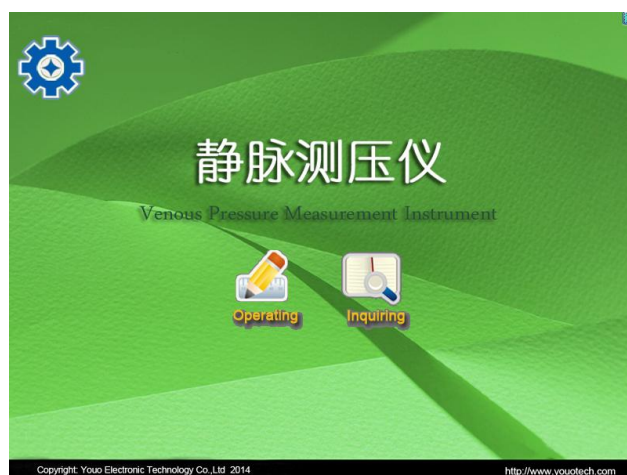 静脉测压仪
Venous Pressure Measurement Instrument
Operating
Inquiring
Copyright: Youo Electronic Technology Co.,Ltd 2014
http://www.youotech.com